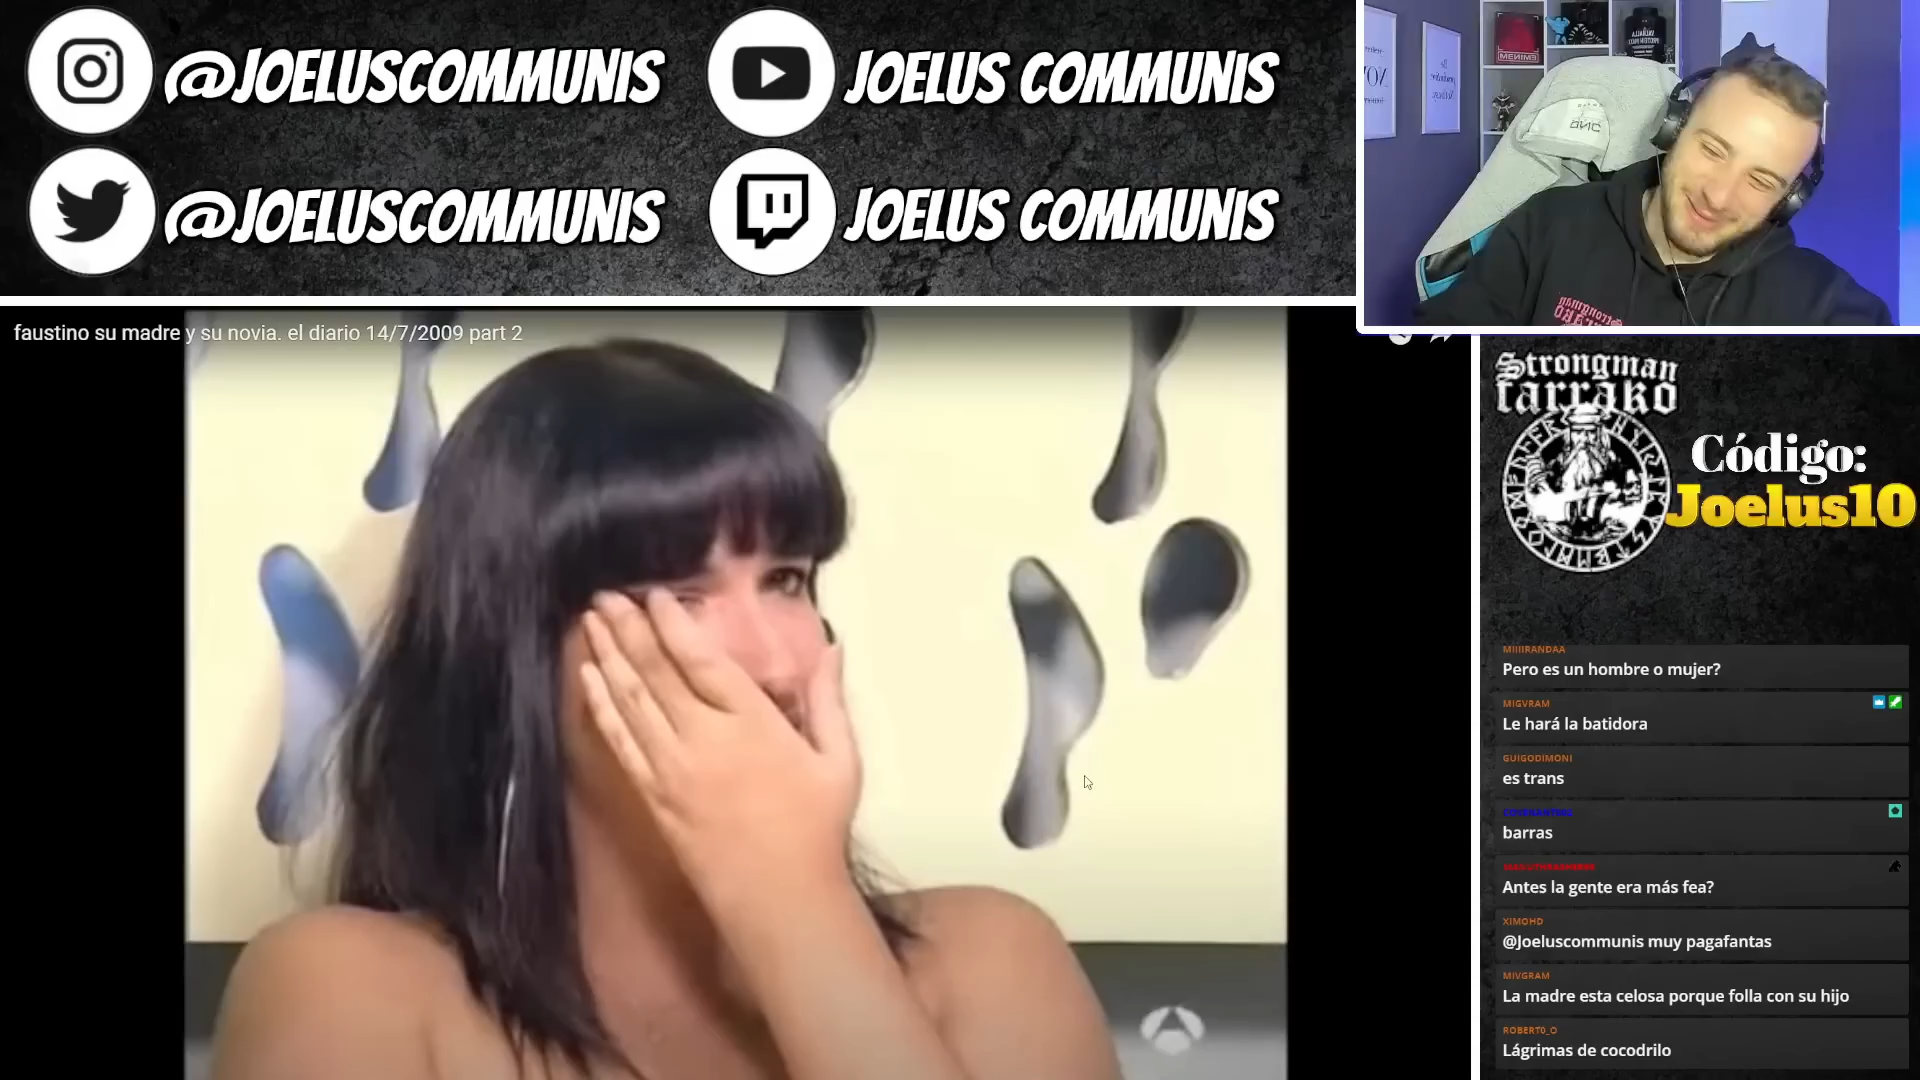 @JOELUSCOMMUNIS
JOELUS COMMUNIS
@JOELUSCOMMUNIS
JOELUS COMMUNIS
faustino su madre y su novia. el diario 14/7/2009 part 2
EMINEM
Strongman
farrako
Código:
Joelus10
MIIIIRANDAA
Pero es un hombre o mujer?
MIGVRAM
Le hará la batidora
GUIGODIMONI
es trans
barras
Antes la gente era más fea?
XIMOHD
@Joeluscommunis muy pagafantas
MIVGRAM
La madre esta celosa porque folla con su hijo
ROBERT0_O
Lágrimas de cocodrilo